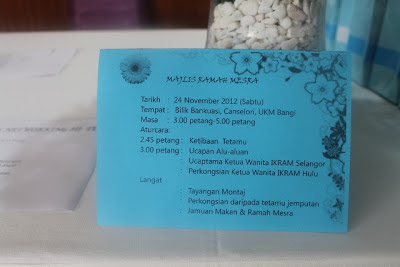 MAJLIS RAMAH MESRA
Tarikh : 24 November 2012 (Sabtu)
Tempat : Bilik Bankuasi, Canselori, UKM Bangi
Masa : 3.00 petang-5.00 petang
Aturcara:
2.45 petang : Ketibaan Tetamu
3.00 petang : Ucapan Alu-aluan
: Ucaptama Ketua Wanita IKRAM Selangor
: Perkongsian Ketua Wanita IKRAM Hulu
Langat
: Tayangan Montaj
: Perkongsian daripada tetamu jemputan
: Jamuan Makan & Ramah Mesra